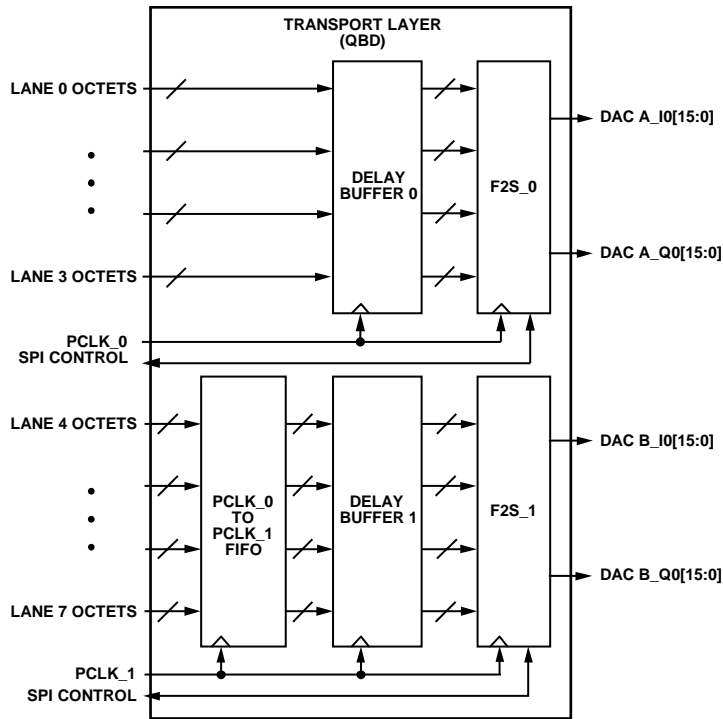 TRANSPORT LAYER
(QBD)
LANE 0 OCTETS
LANE 3 OCTETS
DELAY
BUFFER 0
F2S_0
DAC A_I0[15:0]
DAC A_Q0[15:0]
PCLK_0
SPI CONTROL
LANE 4 OCTETS
LANE 7 OCTETS
PCLK_0
TO
PCLK_1
FIFO
DELAY
BUFFER 1
F2S_1
DAC B_I0[15:0]
DAC B_Q0[15:0]
PCLK_1
SPI CONTROL